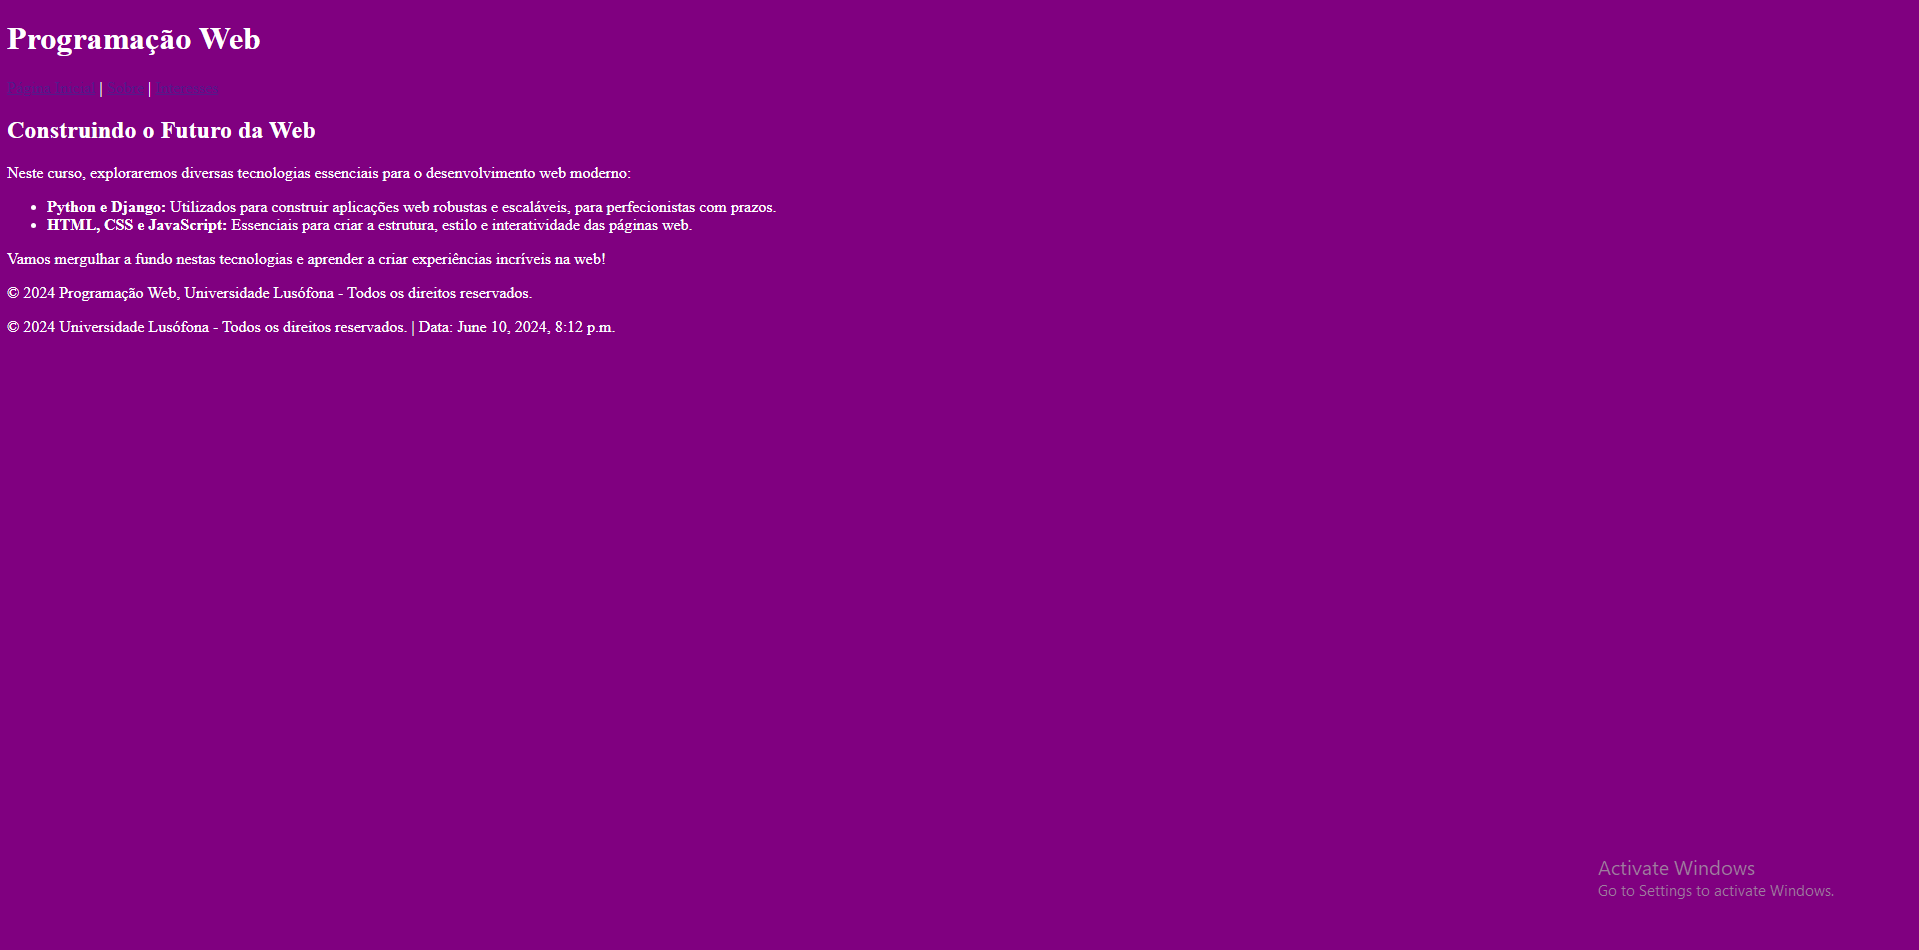 Programação Web
Página Inicial | Sobre | Interesses
Construindo o Futuro da Web
Neste curso, exploraremos diversas tecnologias essenciais para o desenvolvimento web moderno:
Python e Django: Utilizados para construir aplicações web robustas e escaláveis, para perfecionistas com prazos.
HTML, CSS e JavaScript: Essenciais para criar a estrutura, estilo e interatividade das páginas web.
Vamos mergulhar a fundo nestas tecnologias e aprender a criar experiências incríveis na web!
© 2024 Programação Web, Universidade Lusófona - Todos os direitos reservados.
© 2024 Universidade Lusófona - Todos os direitos reservados. | Data: June 10, 2024, 8:12 p.m.
Activate Windows
Go to Settings to activate Windows.